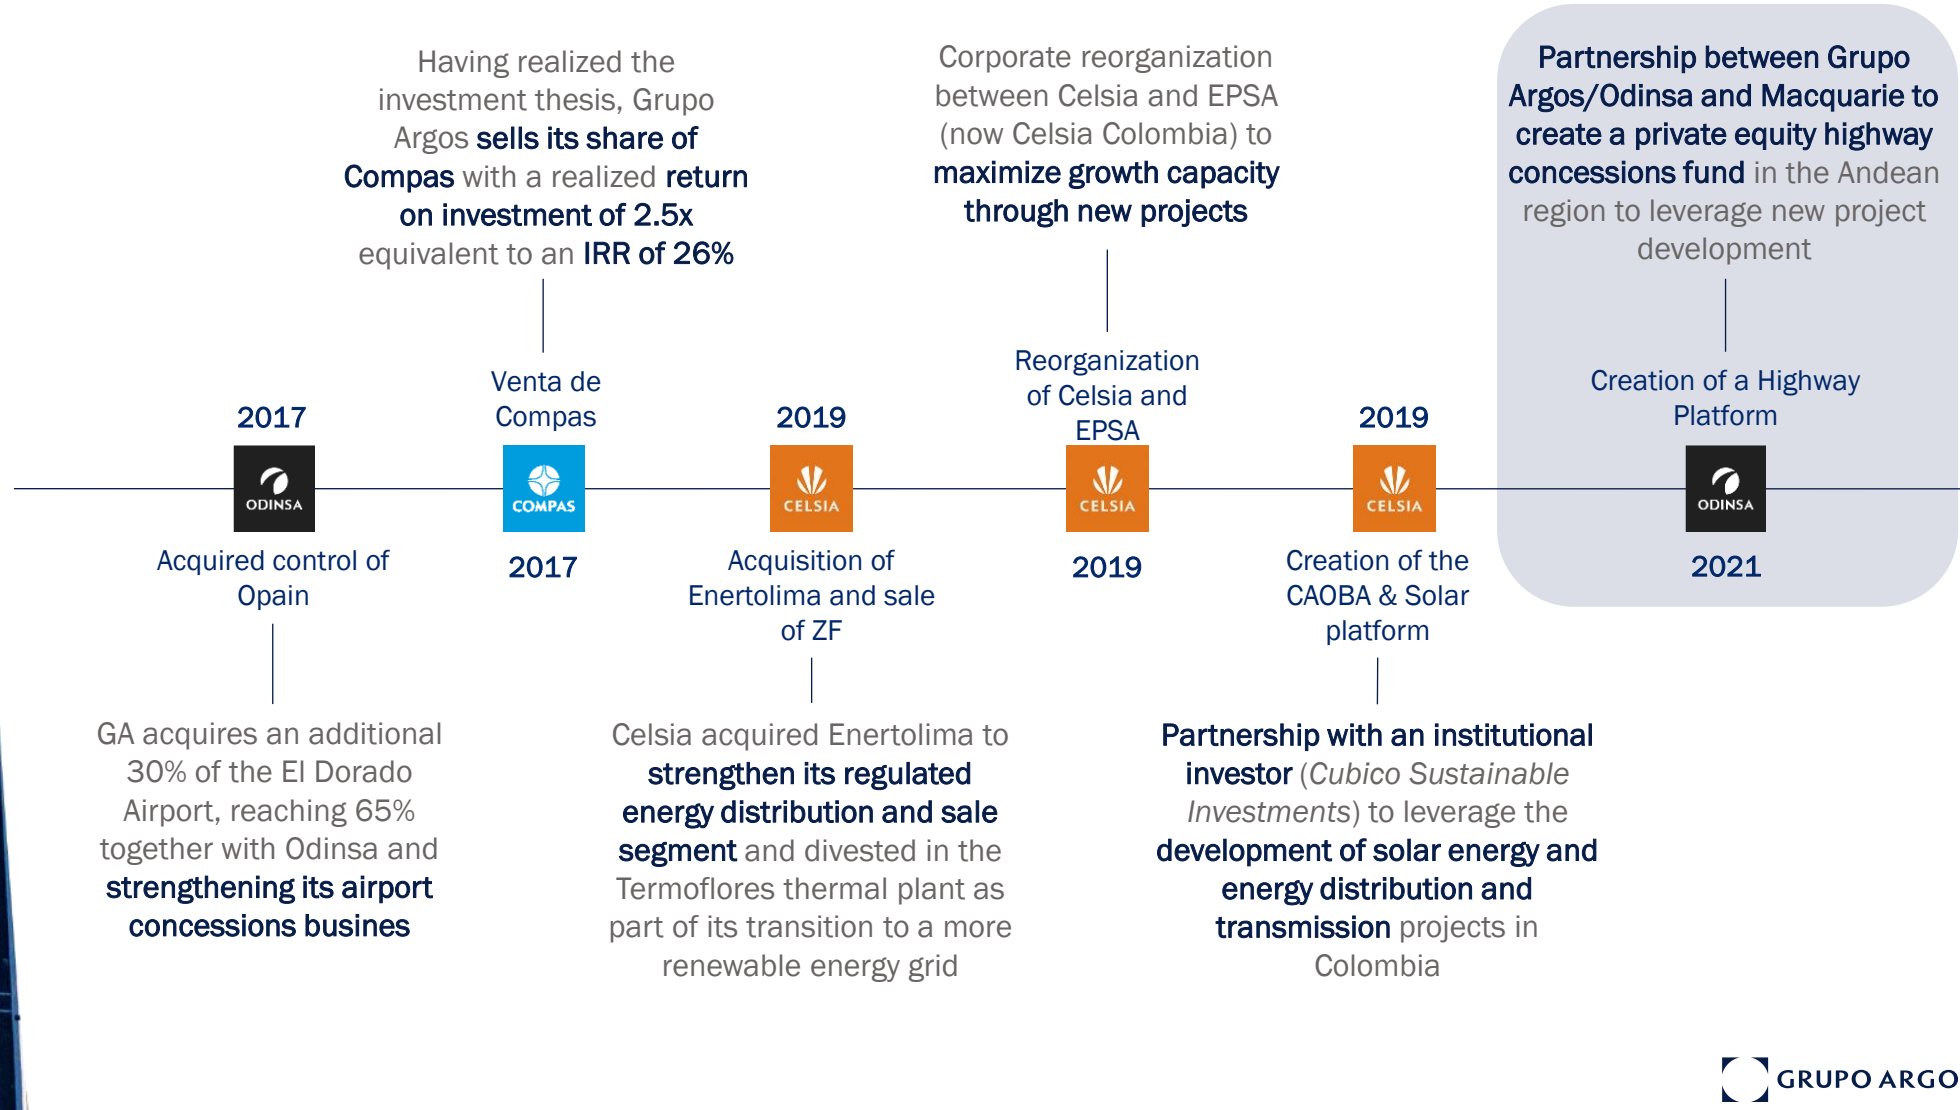 Having realized the
investment thesis, Grupo
Argos sells its share of
Compas with a realized return
on investment of 2.5x
equivalent to an IRR of 26%
Corporate reorganization
between Celsia and EPSA
(now Celsia Colombia) to
maximize growth capacity
through new projects
Partnership between Grupo
Argos/Odinsa and Macquarie to
create a private equity highway
concessions fund in the Andean
region to leverage new project
development
2017
Venta de
Compas
2019
Reorganization
of Celsia and
EPSA
2019
Creation of a Highway
Platform
ODINSA
COMPAS
CELSIA
CELSIA
CELSIA
ODINSA
Acquired control of
Opain
2017
Acquisition of
Enertolima and sale
of ZF
2019
Creation of the
CAOBA & Solar
platform
2021
GA acquires an additional
30% of the El Dorado
Airport, reaching 65%
together with Odinsa and
strengthening its airport
concessions busines
Celsia acquired Enertolima to
strengthen its regulated
energy distribution and sale
segment and divested in the
Termoflores thermal plant as
part of its transition to a more
renewable energy grid
Partnership with an institutional
investor (Cubico Sustainable
Investments) to leverage the
development of solar energy and
energy distribution and
transmission projects in
Colombia
GRUPO ARGO